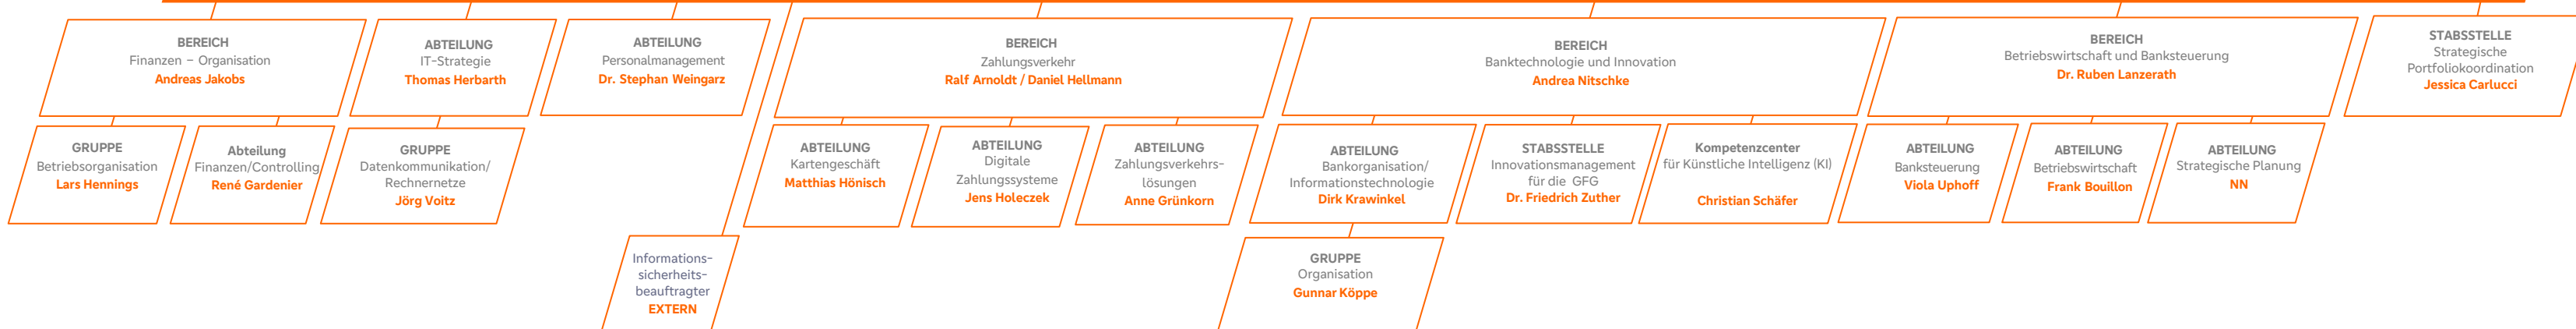 BEREICH
Finanzen – Organisation
Andreas Jakobs
ABTEILUNG
IT-Strategie
Thomas Herbarth
ABTEILUNG
Personalmanagement
Dr. Stephan Weingarz
BEREICH
Zahlungsverkehr
Ralf Arnoldt / Daniel Hellmann
BEREICH
Banktechnologie und Innovation
Andrea Nitschke
BEREICH
Betriebswirtschaft und Banksteuerung
Dr. Ruben Lanzerath
STABSSTELLE
Strategische
Portfoliokoordination
Jessica Carlucci
GRUPPE
Betriebsorganisation
Lars Hennings
Abteilung
Finanzen/Controlling
René Gardenier
GRUPPE
Datenkommunikation/
Rechnernetze
Jörg Voitz
ABTEILUNG
Kartengeschäft
Matthias Hönisch
ABTEILUNG
Digitale
Zahlungssysteme
Jens Holeczek
ABTEILUNG
Zahlungsverkehrs-
lösungen
Anne Grünkorn
ABTEILUNG
Bankorganisation/
Informationstechnologie
Dirk Krawinkel
STABSSTELLE
Innovationsmanagement
für die GFG
Dr. Friedrich Zuther
Kompetenzcenter
für Künstliche Intelligenz (KI)
Christian Schäfer
ABTEILUNG
Banksteuerung
Viola Uphoff
ABTEILUNG
Betriebswirtschaft
Frank Bouillon
ABTEILUNG
Strategische Planung
NN
Informations-
sicherheits-
beauftragter
EXTERN
GRUPPE
Organisation
Gunnar Köppe